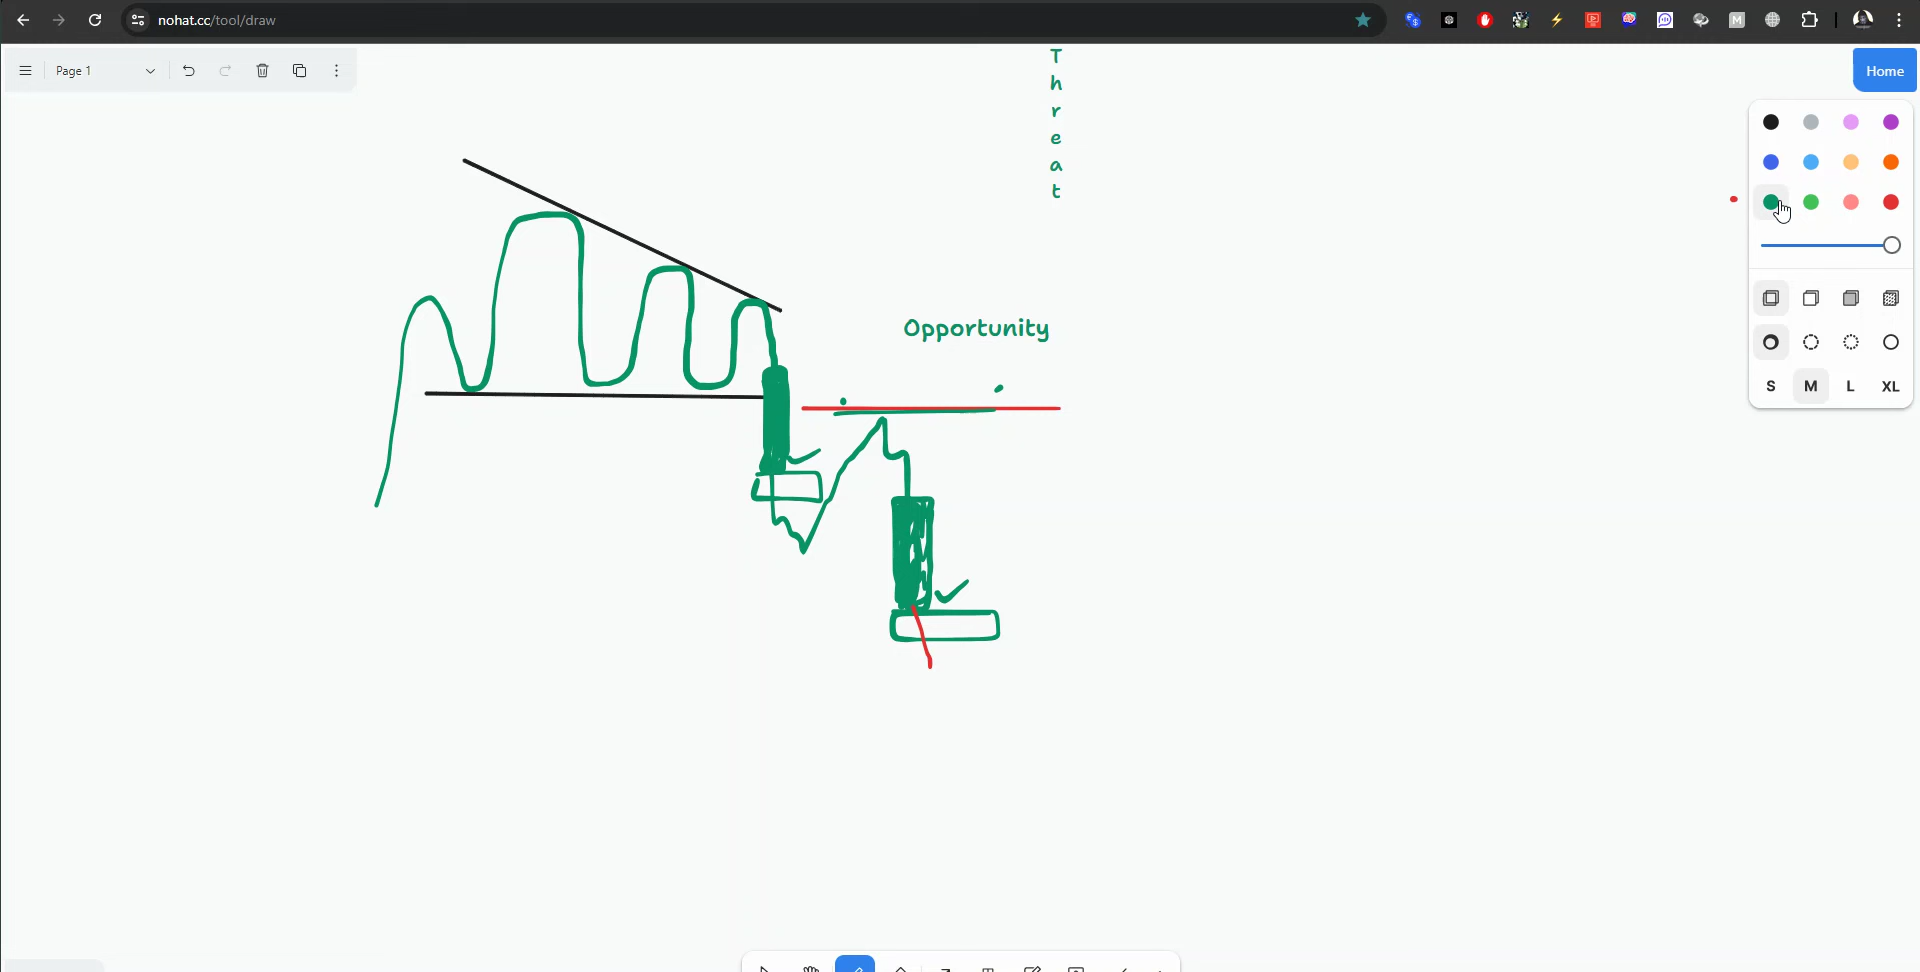 nohat.cc/tool/draw
Page 1
Home
T
h
r
e
a
t
Opportunity
S M L XL